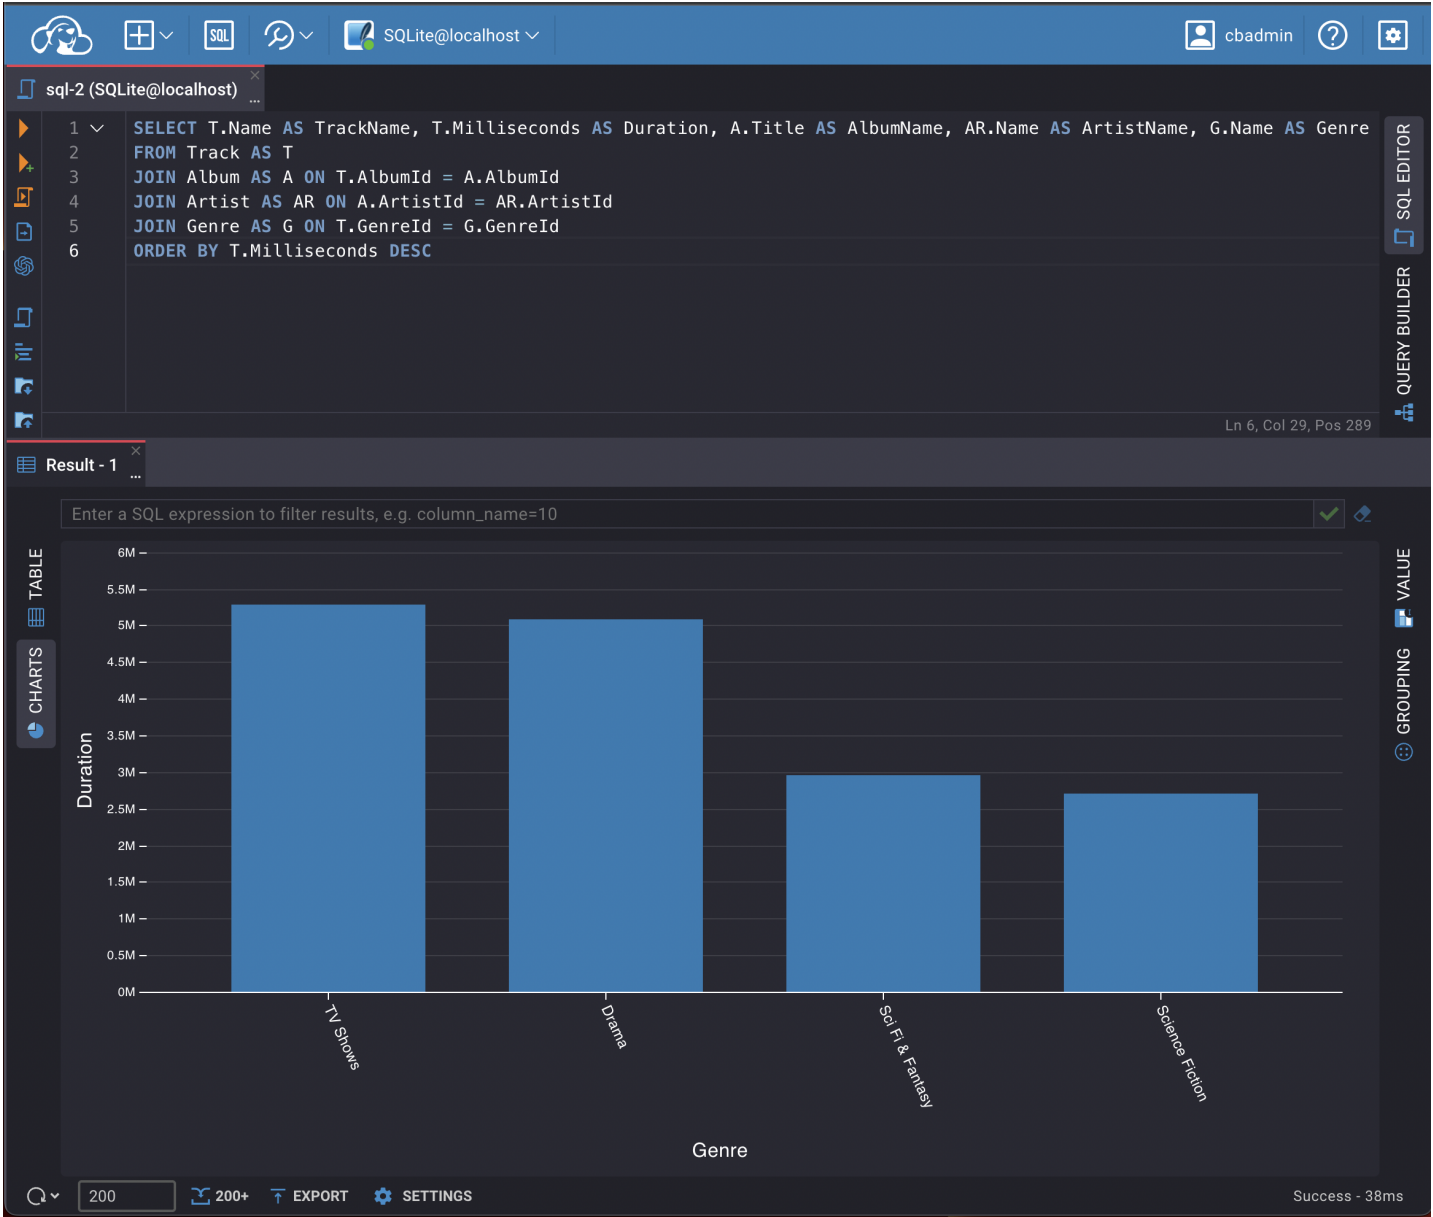 SQL
SQLite@localhost
cbadmin
sql-2 (SQLite@localhost)
1 SELECT T.Name AS TrackName, T.Milliseconds AS Duration, A.Title AS AlbumName, AR.Name AS ArtistName, G.Name AS Genre
2 FROM Track AS T
3 JOIN Album AS A ON T.AlbumId = A.AlbumId
4 JOIN Artist AS AR ON A.ArtistId = AR.ArtistId
5 JOIN Genre AS G ON T.GenreId = G.GenreId
6 ORDER BY T.Milliseconds DESC
SQL EDITOR
QUERY BUILDER
Ln 6, Col 29, Pos 289
Result - 1
Enter a SQL expression to filter results, e.g. column_name=10
TABLE
CHARTS
VALUE
GROUPING
Duration
6M
5.5M
5M
4.5M
4M
3.5M
3M
2.5M
2M
1.5M
1M
0.5M
0M
TV Shows
Drama
Sci Fi & Fantasy
Science Fiction
Genre
200
200+
EXPORT
SETTINGS
Success - 38ms